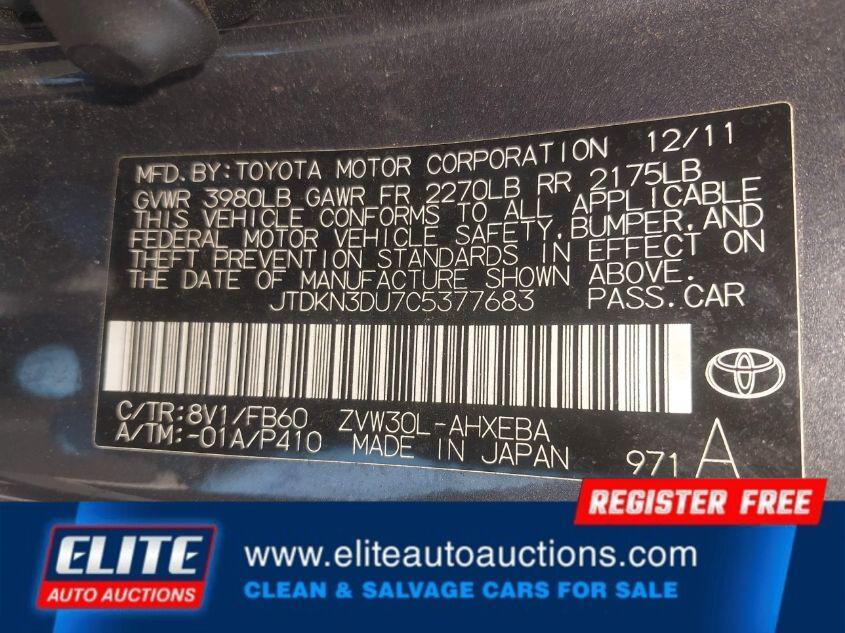 MFD.BY:TOYOTA MOTOR CORPORATION 12/11
GVWR 3980LB GAWR FR 2270LB RR 2175LB
THIS VEHICLE CONFORMS TO ALL APPLICABLE
FEDERAL MOTOR VEHICLE SAFETY,BUMPER,AND
THEFT PREVENTION STANDARDS IN EFFECT ON
THE DATE OF MANUFACTURE SHOWN ABOVE.
JTDKN3DU7C5377683 PASS.CAR
C/TR:8V1/FB60 ZVW30L-AHXEBA
A/TM:-01A/P410 MADE IN JAPAN 971 A
REGISTER FREE
ELITE
AUTO AUCTIONS
www.eliteautoauctions.com
CLEAN & SALVAGE CARS FOR SALE